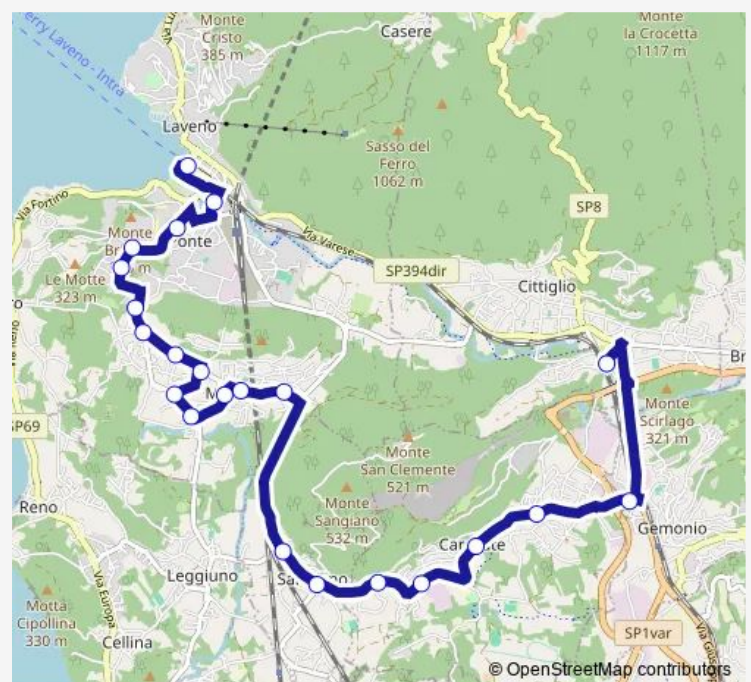 Monte
Cristo
385 m
Casere
Monte
la Crocetta
1117 m
erry Laveno - Intra
Laveno
Sasso del
Ferro
1062 m
Via Fortino
SP8
Monte
Via Varese
onte
Le Motte
323 m
SP394dir
Cittiglio
Br
Monte
Scirlago
321 m
SP69
Monte
San Clemente
521 m
Monte
Sangiano
532 m
Reno
Gemonio
Leggiuno
Via Europa
Motta
Cipollina
330 m
Cellina
SP1var
© OpenStreetMap contributors